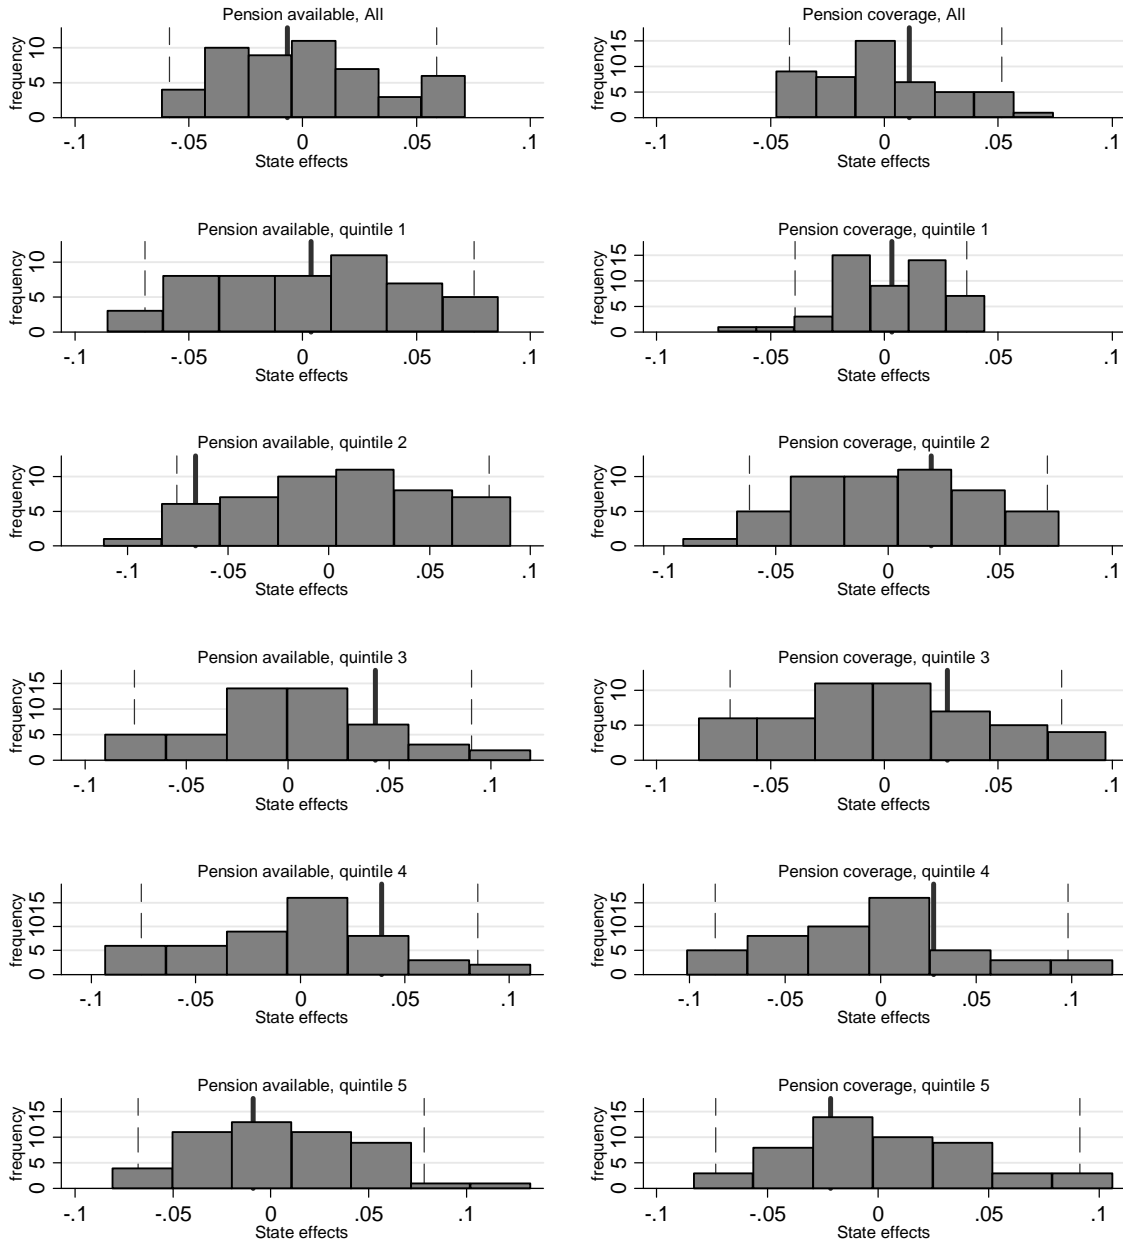 Pension available, All
frequency
0 5 10
-.1 -.05 0 .05 .1
State effects
Pension coverage, All
frequency
0 5 10 15
-.1 -.05 0 .05 .1
State effects
Pension available, quintile 1
frequency
0 5 10
-.1 -.05 0 .05 .1
State effects
Pension coverage, quintile 1
frequency
0 5 10 15
-.1 -.05 0 .05 .1
State effects
Pension available, quintile 2
frequency
0 5 10
-.1 -.05 0 .05 .1
State effects
Pension coverage, quintile 2
frequency
0 5 10
-.1 -.05 0 .05 .1
State effects
Pension available, quintile 3
frequency
0 5 10 15
-.1 -.05 0 .05 .1
State effects
Pension coverage, quintile 3
frequency
0 5 10
-.1 -.05 0 .05 .1
State effects
Pension available, quintile 4
frequency
0 5 10 15
-.1 -.05 0 .05 .1
State effects
Pension coverage, quintile 4
frequency
0 5 10 15
-.1 -.05 0 .05 .1
State effects
Pension available, quintile 5
frequency
0 5 10 15
-.1 -.05 0 .05 .1
State effects
Pension coverage, quintile 5
frequency
0 5 10 15
-.1 -.05 0 .05 .1
State effects